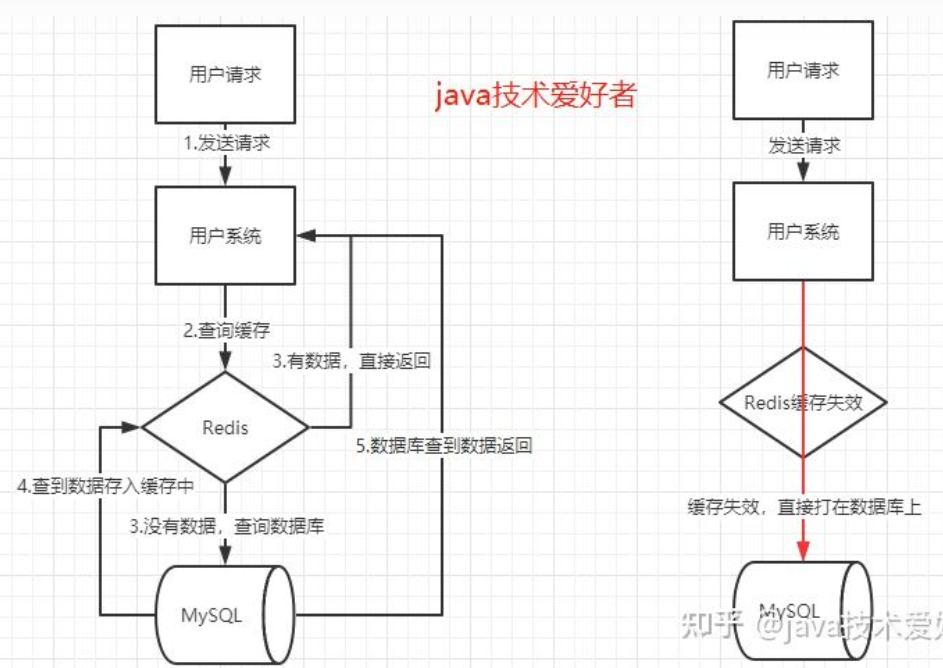 用户请求
1.发送请求
用户系统
2.查询缓存
3.有数据，直接返回
Redis
5.数据库查到数据返回
4.查到数据存入缓存中
3.没有数据，查询数据库
MySQL
java技术爱好者
用户请求
发送请求
用户系统
Redis缓存失效
缓存失效，直接打在数据库上
MySQL
知乎 @java技术爱好